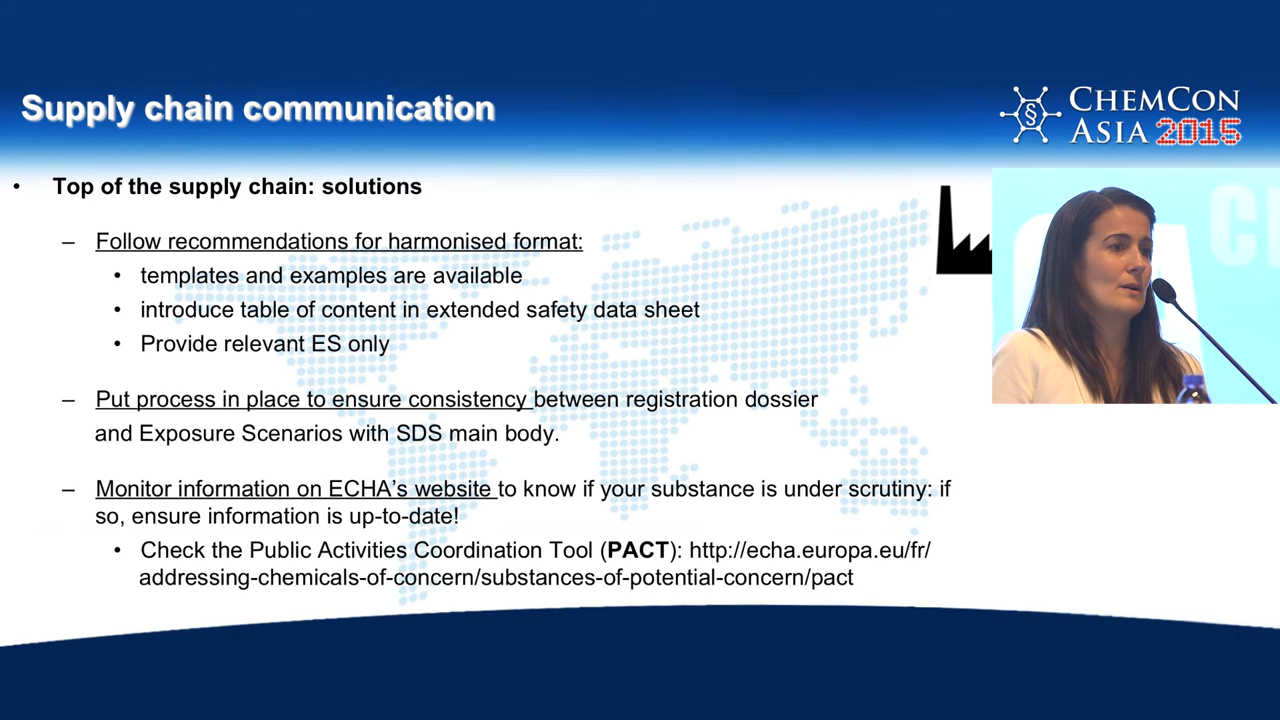 Supply chain communication
CHEMCON
ASIA 2015
• Top of the supply chain: solutions
– Follow recommendations for harmonised format:
• templates and examples are available
• introduce table of content in extended safety data sheet
• Provide relevant ES only
– Put process in place to ensure consistency between registration dossier
and Exposure Scenarios with SDS main body.
– Monitor information on ECHA's website to know if your substance is under scrutiny: if
so, ensure information is up-to-date!
• Check the Public Activities Coordination Tool (PACT): http://echa.europa.eu/fr/
addressing-chemicals-of-concern/substances-of-potential-concern/pact